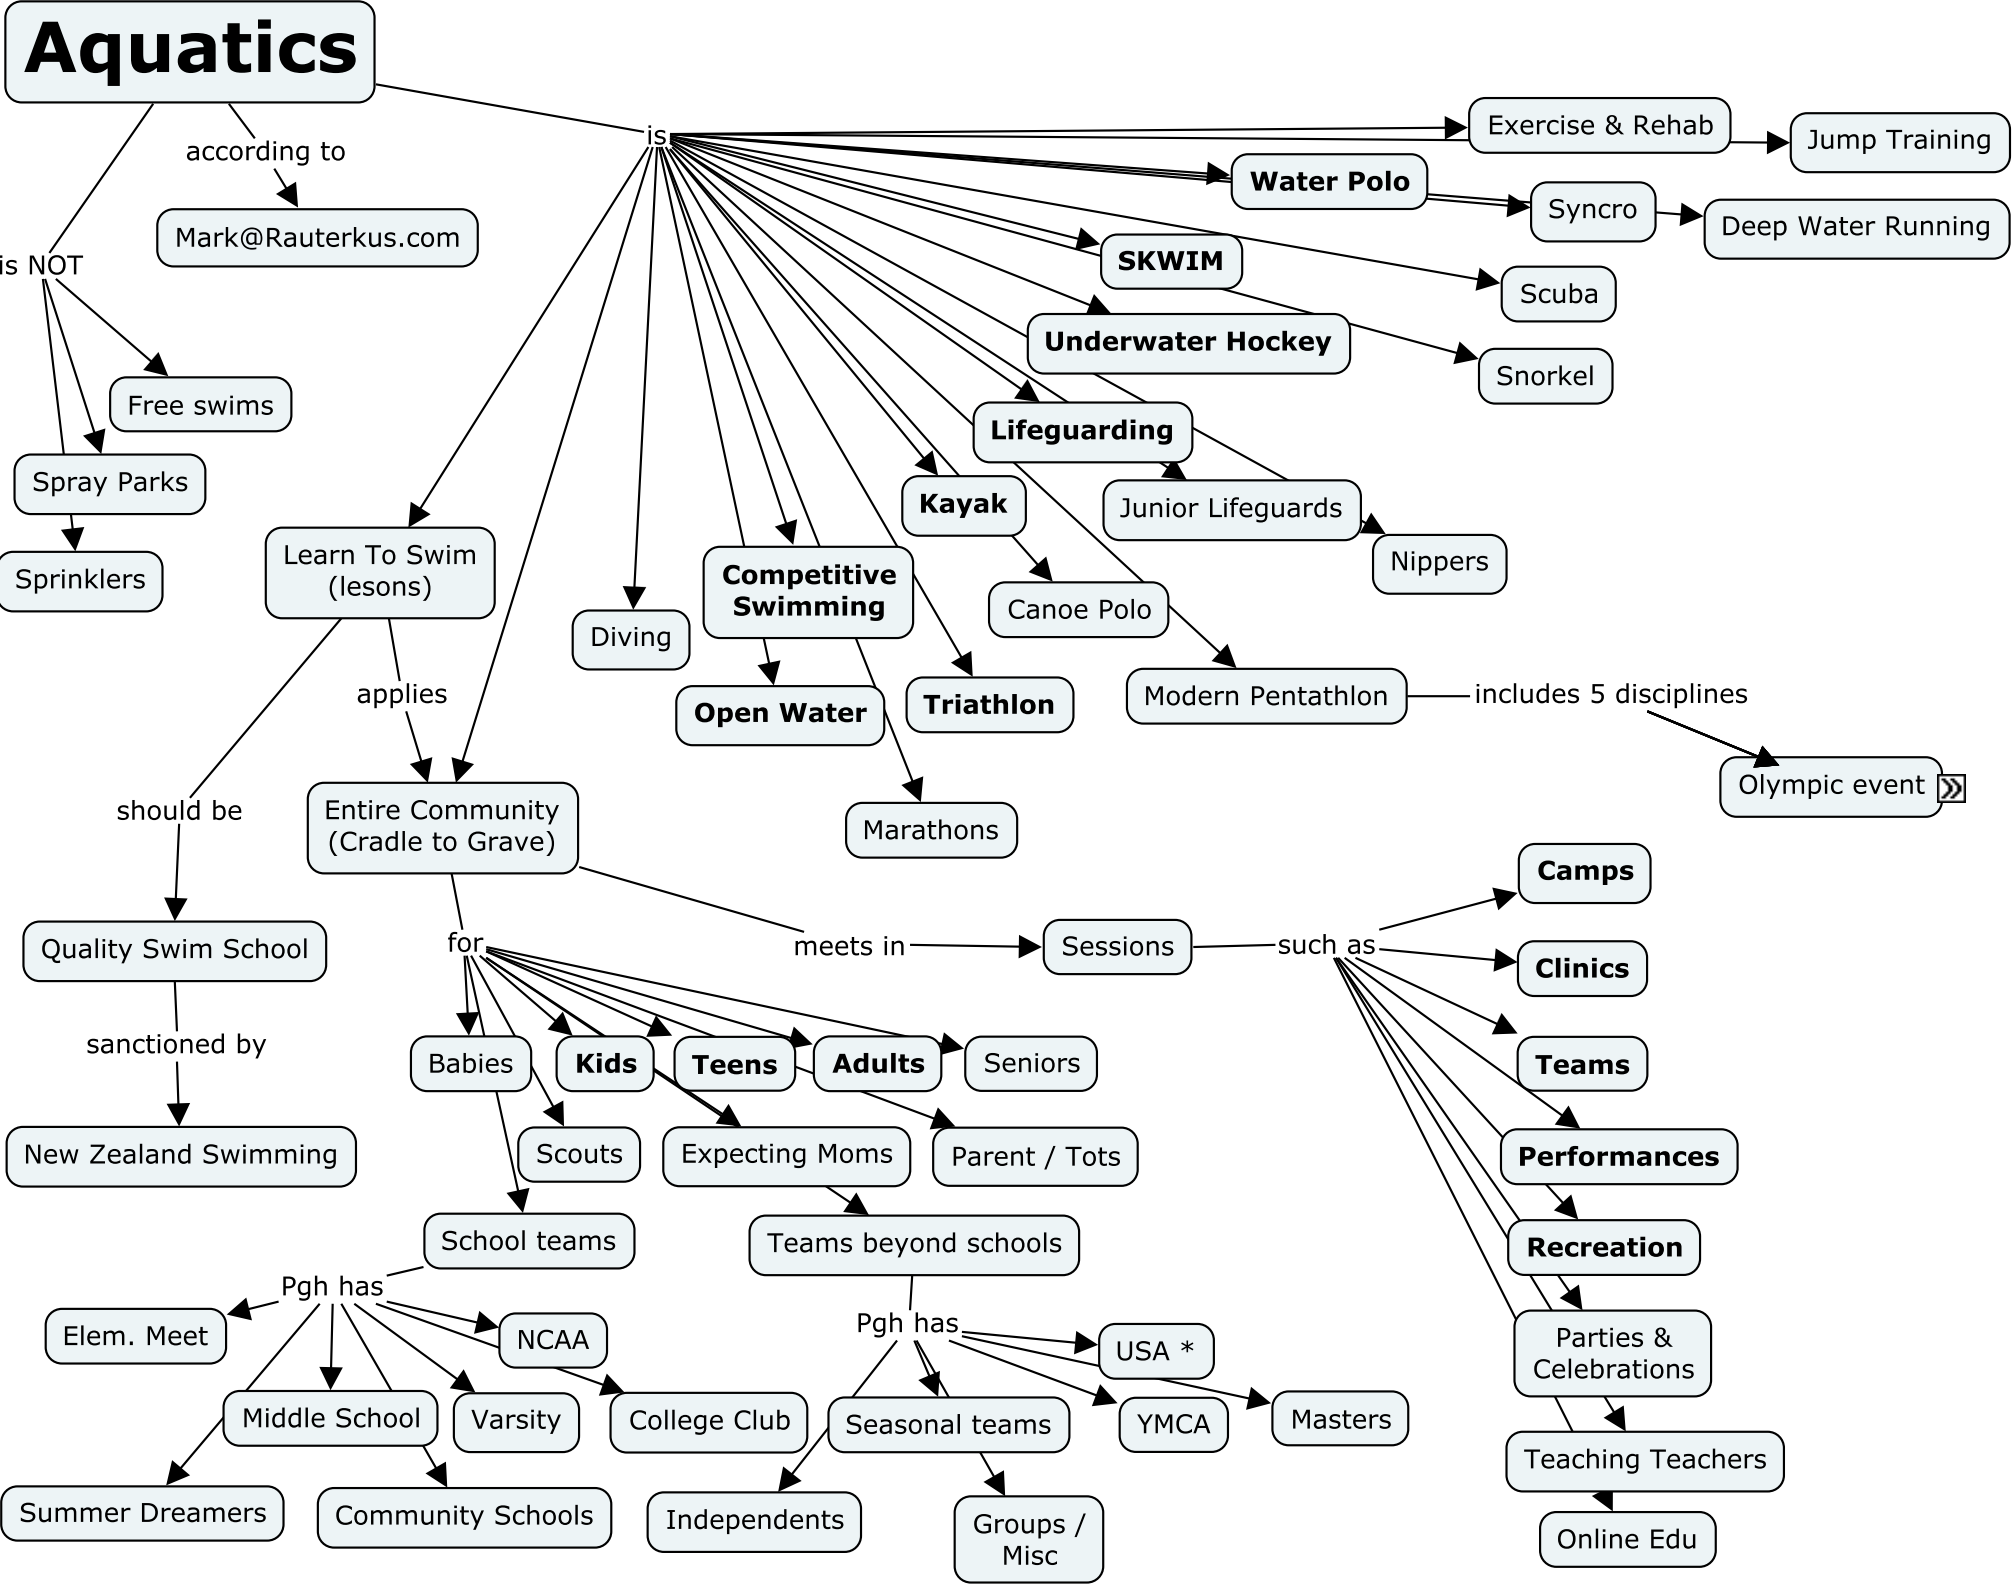 Aquatics
is
according to
Mark@Rauterkus.com
is NOT
Free swims
Spray Parks
Sprinklers
Exercise & Rehab
Jump Training
Water Polo
Syncro
Deep Water Running
SKWIM
Scuba
Underwater Hockey
Snorkel
Lifeguarding
Kayak
Junior Lifeguards
Nippers
Learn To Swim
(lesons)
Diving
Competitive
Swimming
Canoe Polo
Open Water
Triathlon
Modern Pentathlon
includes 5 disciplines
Olympic event
applies
should be
Entire Community
(Cradle to Grave)
Marathons
Quality Swim School
sanctioned by
New Zealand Swimming
for
meets in
Sessions
such as
Camps
Clinics
Teams
Performances
Recreation
Parties &
Celebrations
Teaching Teachers
Online Edu
Babies
Kids
Teens
Adults
Seniors
Scouts
Expecting Moms
Parent / Tots
School teams
Teams beyond schools
Pgh has
Elem. Meet
NCAA
Middle School
Varsity
College Club
Summer Dreamers
Community Schools
Pgh has
USA *
Seasonal teams
YMCA
Masters
Independents
Groups /
Misc